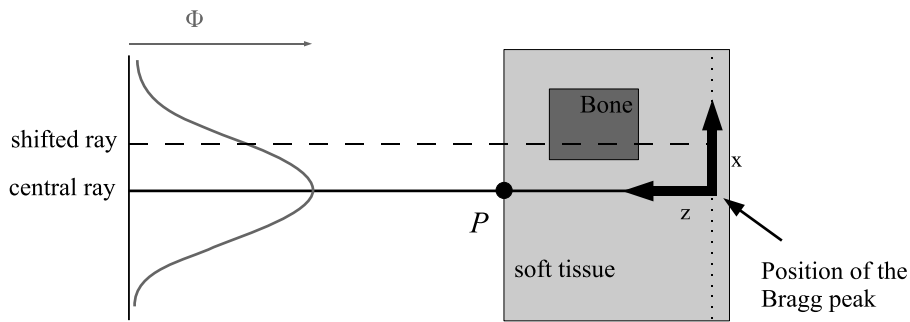 Φ
Bone
shifted ray
x
central ray
z
P
soft tissue
Position of the
Bragg peak